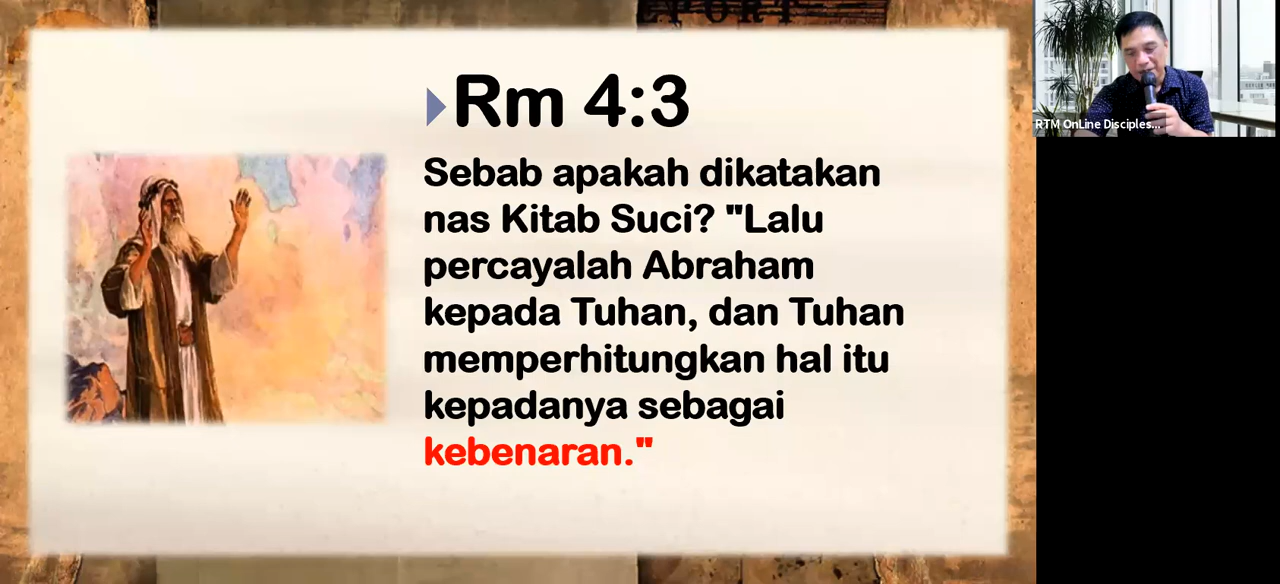 Rm 4:3
Sebab apakah dikatakan
nas Kitab Suci? "Lalu
percayalah Abraham
kepada Tuhan, dan Tuhan
memperhitungkan hal itu
kepadanya sebagai
kebenaran."
RTM OnLine Disciples...